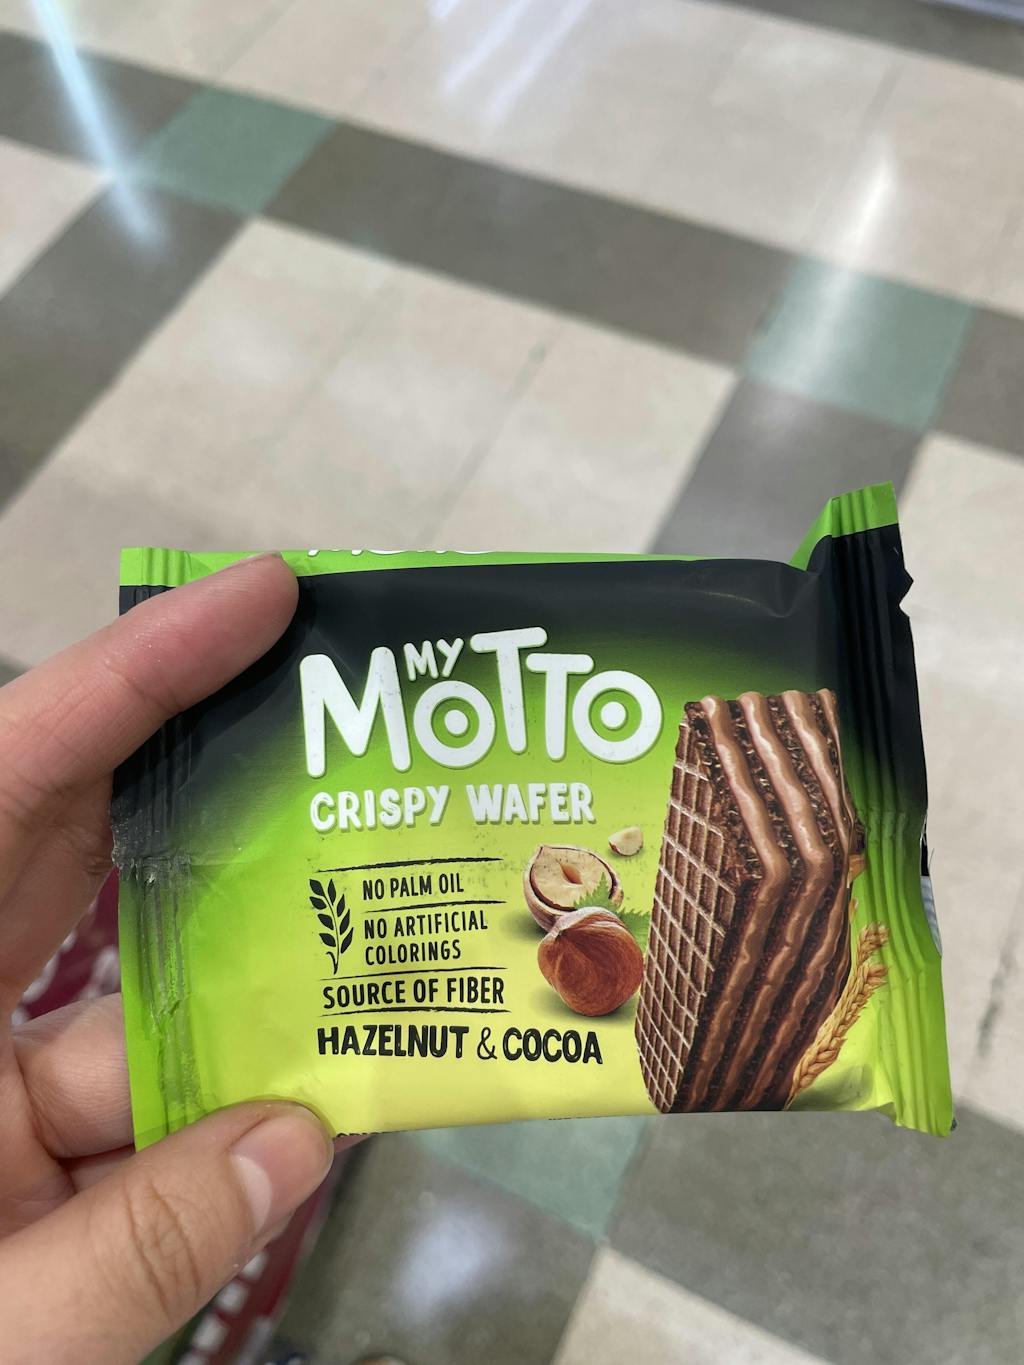 MY
MOTTO
CRISPY WAFER
NO PALM OIL
NO ARTIFICIAL
COLORINGS
SOURCE OF FIBER
HAZELNUT & COCOA